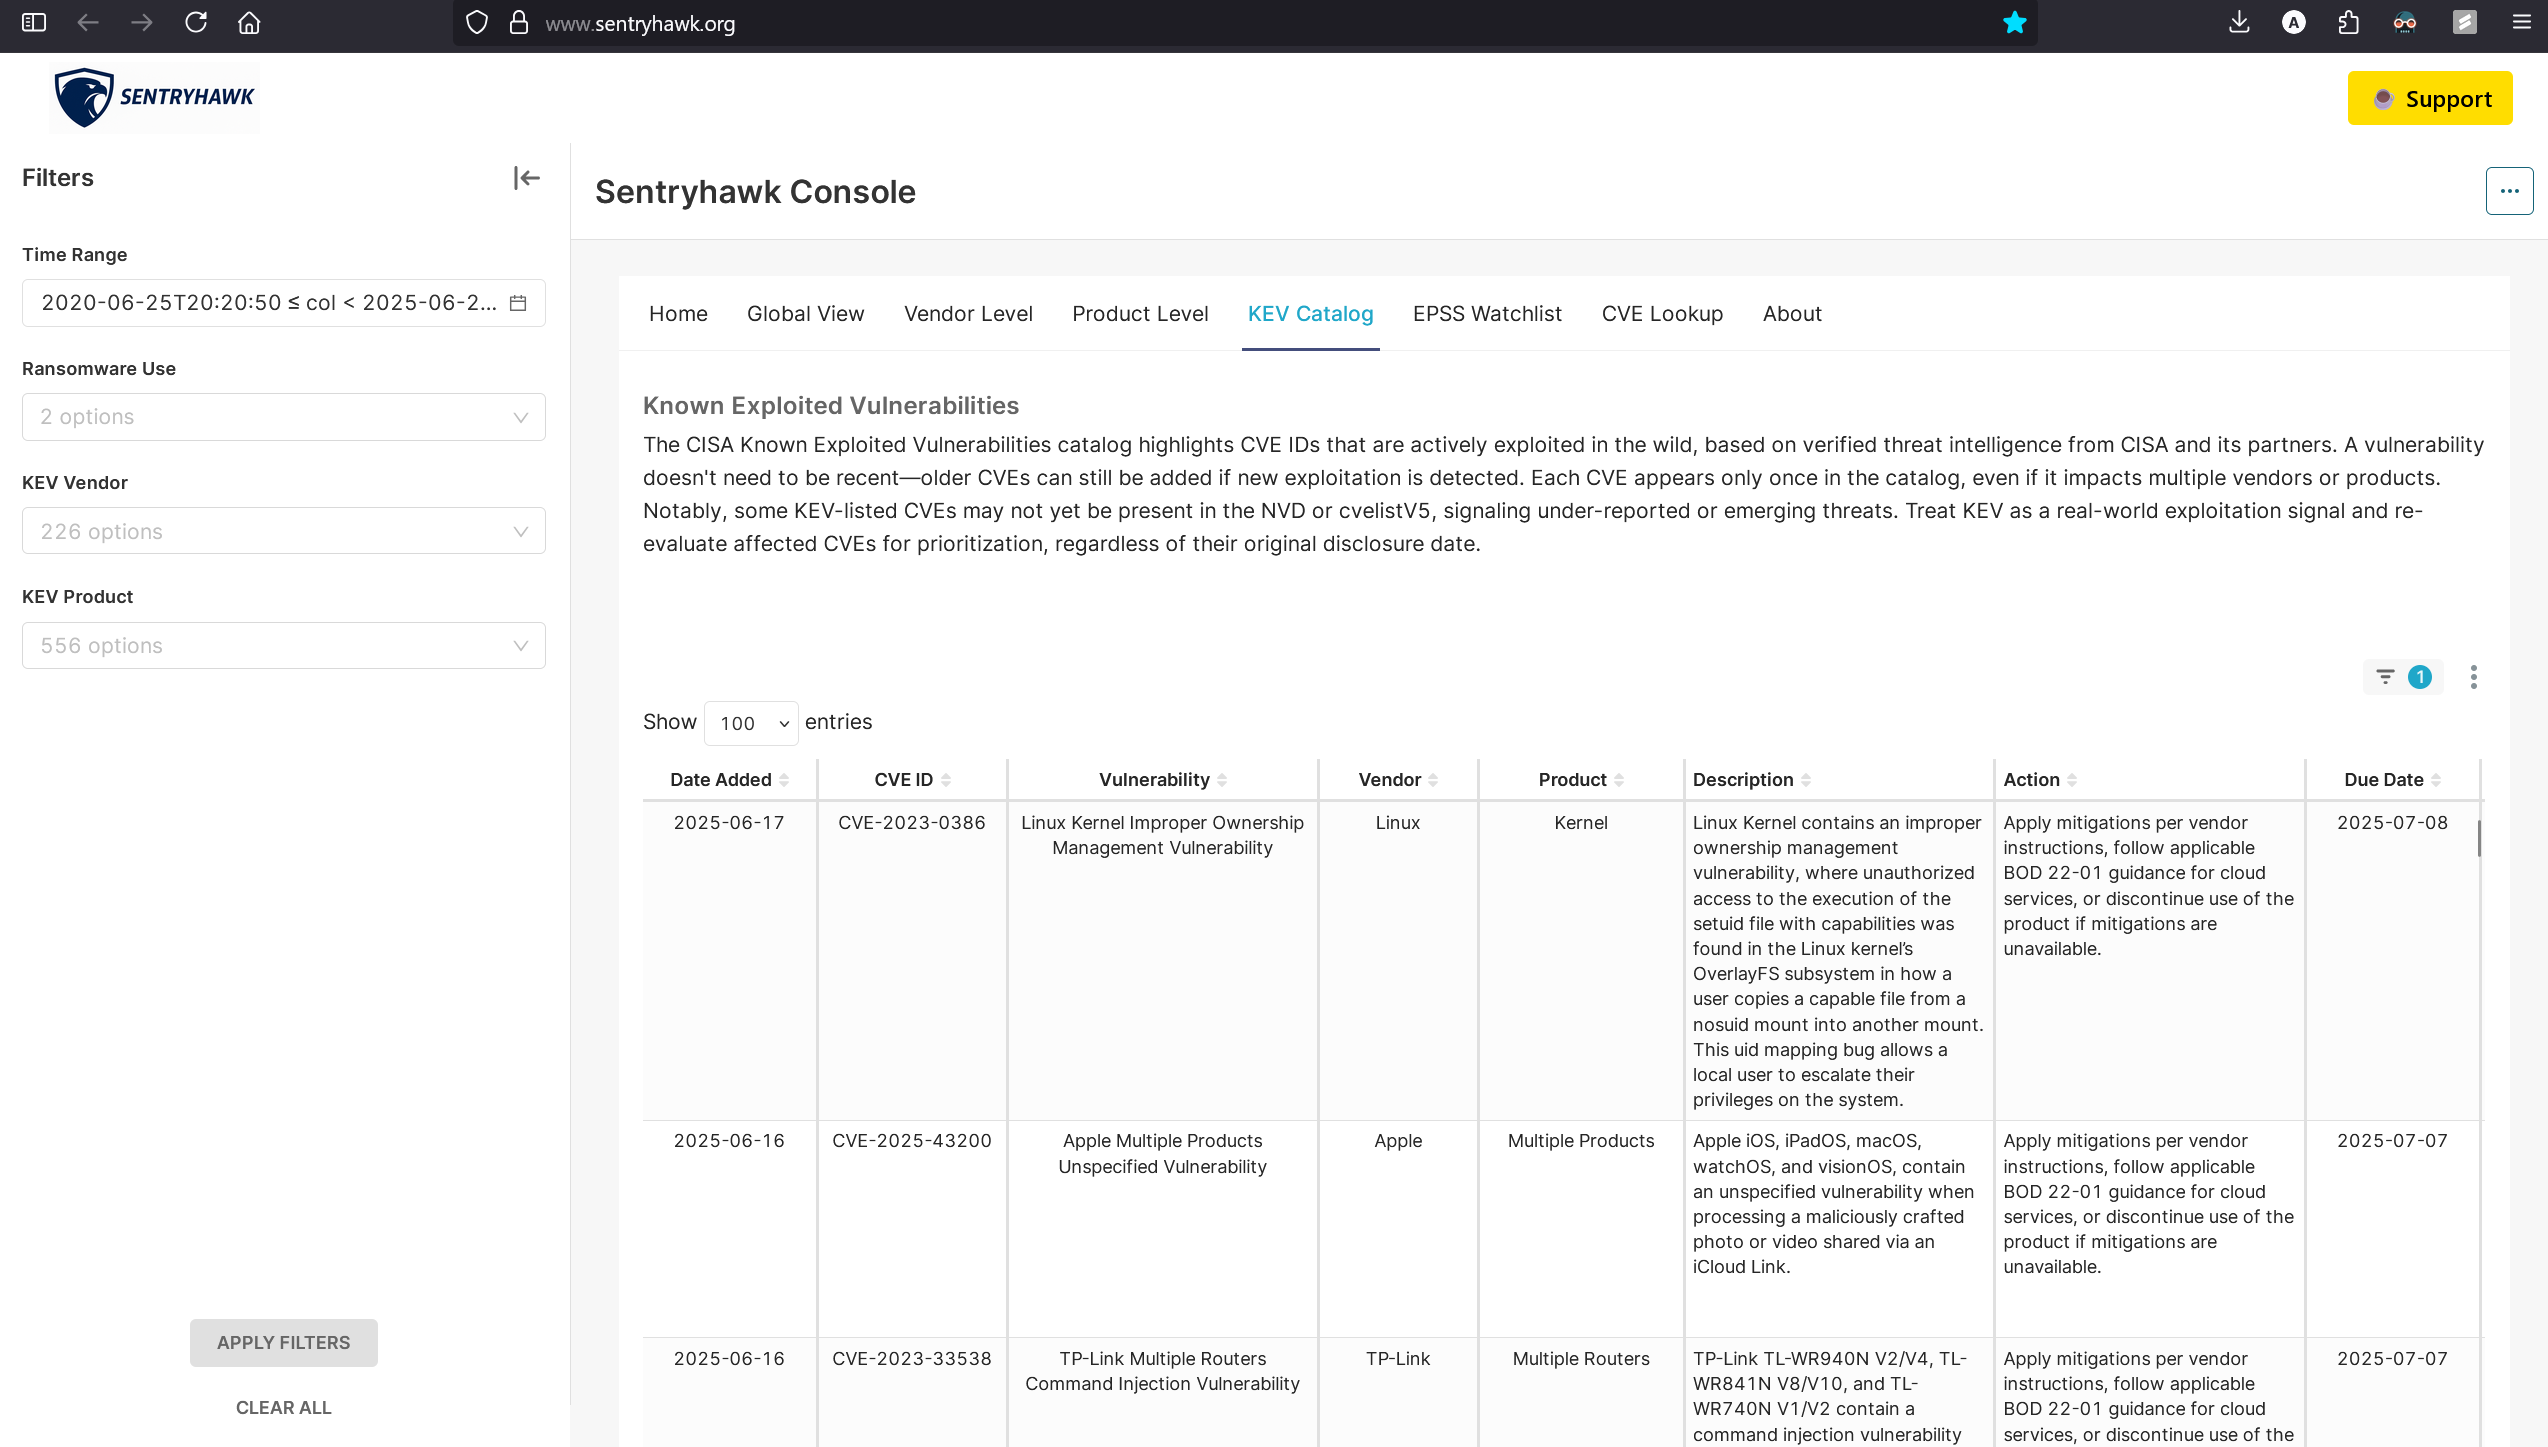 www.sentryhawk.org
A
SENTRYHAWK
Support
Filters
Time Range
2020-06-25T20:20:50 ≤ col < 2025-06-2...
Ransomware Use
2 options
KEV Vendor
226 options
KEV Product
556 options
APPLY FILTERS
CLEAR ALL
Sentryhawk Console
Home Global View Vendor Level Product Level KEV Catalog EPSS Watchlist CVE Lookup About
Known Exploited Vulnerabilities
The CISA Known Exploited Vulnerabilities catalog highlights CVE IDs that are actively exploited in the wild, based on verified threat intelligence from CISA and its partners. A vulnerability
doesn't need to be recent—older CVEs can still be added if new exploitation is detected. Each CVE appears only once in the catalog, even if it impacts multiple vendors or products.
Notably, some KEV-listed CVEs may not yet be present in the NVD or cvelistV5, signaling under-reported or emerging threats. Treat KEV as a real-world exploitation signal and re-
evaluate affected CVEs for prioritization, regardless of their original disclosure date.
1
Show 100 entries
Date Added CVE ID Vulnerability Vendor Product Description Action Due Date
2025-06-17
CVE-2023-0386
Linux Kernel Improper Ownership
Management Vulnerability
Linux
Kernel
Linux Kernel contains an improper
ownership management
vulnerability, where unauthorized
access to the execution of the
setuid file with capabilities was
found in the Linux kernel's
OverlayFS subsystem in how a
user copies a capable file from a
nosuid mount into another mount.
This uid mapping bug allows a
local user to escalate their
privileges on the system.
Apply mitigations per vendor
instructions, follow applicable
BOD 22-01 guidance for cloud
services, or discontinue use of the
product if mitigations are
unavailable.
2025-07-08
2025-06-16
CVE-2025-43200
Apple Multiple Products
Unspecified Vulnerability
Apple
Multiple Products
Apple iOS, iPadOS, macOS,
watchOS, and visionOS, contain
an unspecified vulnerability when
processing a maliciously crafted
photo or video shared via an
iCloud Link.
Apply mitigations per vendor
instructions, follow applicable
BOD 22-01 guidance for cloud
services, or discontinue use of the
product if mitigations are
unavailable.
2025-07-07
2025-06-16
CVE-2023-33538
TP-Link Multiple Routers
Command Injection Vulnerability
TP-Link
Multiple Routers
TP-Link TL-WR940N V2/V4, TL-
WR841N V8/V10, and TL-
WR740N V1/V2 contain a
command injection vulnerability
Apply mitigations per vendor
instructions, follow applicable
BOD 22-01 guidance for cloud
services, or discontinue use of the
2025-07-07